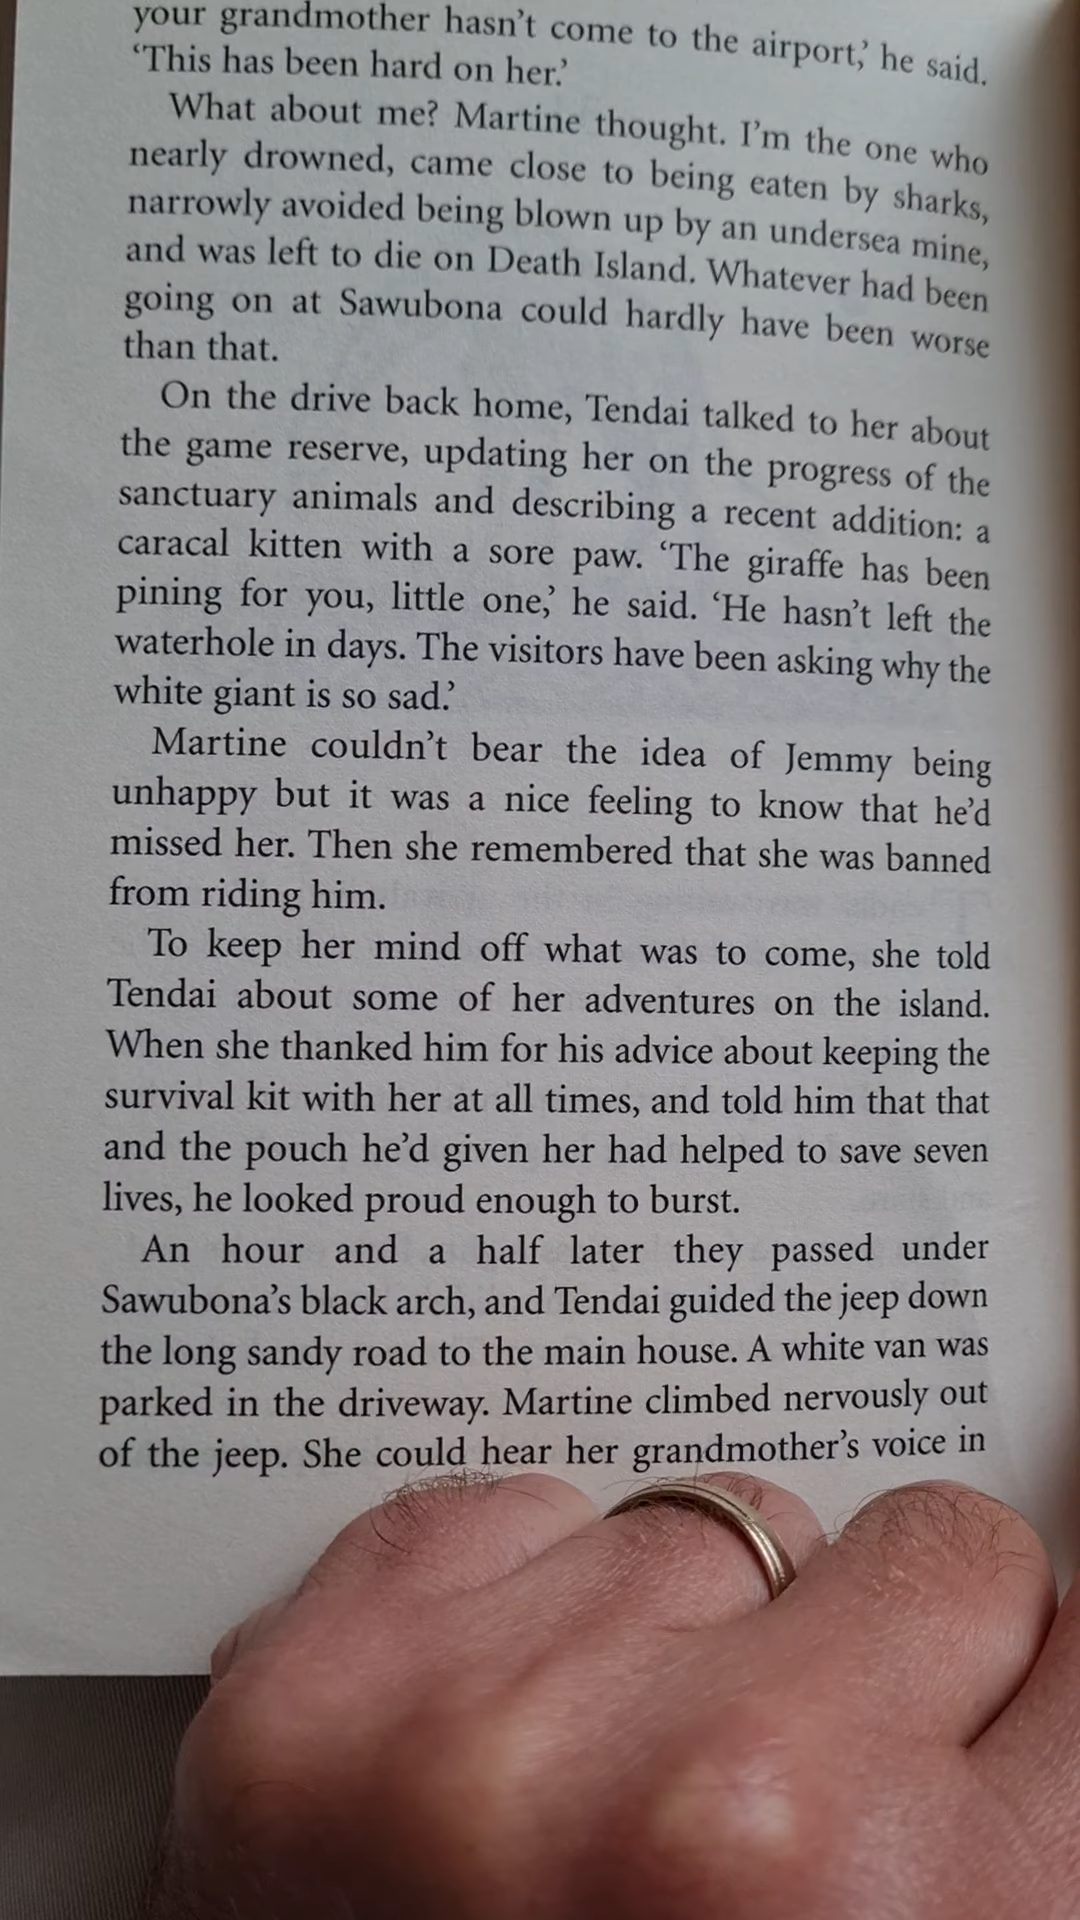 your grandmother hasn't come to the airport,' he said.
'This has been hard on her.'
What about me? Martine thought. I'm the one who
nearly drowned, came close to being eaten by sharks,
narrowly avoided being blown up by an undersea mine,
and was left to die on Death Island. Whatever had been
going on at Sawubona could hardly have been worse
than that.
On the drive back home, Tendai talked to her about
the game reserve, updating her on the progress of the
sanctuary animals and describing a recent addition: a
caracal kitten with a sore paw. 'The giraffe has been
pining for you, little one,' he said. 'He hasn't left the
waterhole in days. The visitors have been asking why the
white giant is so sad.'
Martine couldn't bear the idea of Jemmy being
unhappy but it was a nice feeling to know that he'd
missed her. Then she remembered that she was banned
from riding him.
To keep her mind off what was to come, she told
Tendai about some of her adventures on the island.
When she thanked him for his advice about keeping the
survival kit with her at all times, and told him that that
and the pouch he'd given her had helped to save seven
lives, he looked proud enough to burst.
An hour and a half later they passed under
Sawubona's black arch, and Tendai guided the jeep down
the long sandy road to the main house. A white van was
parked in the driveway. Martine climbed nervously out
of the jeep. She could hear her grandmother's voice in